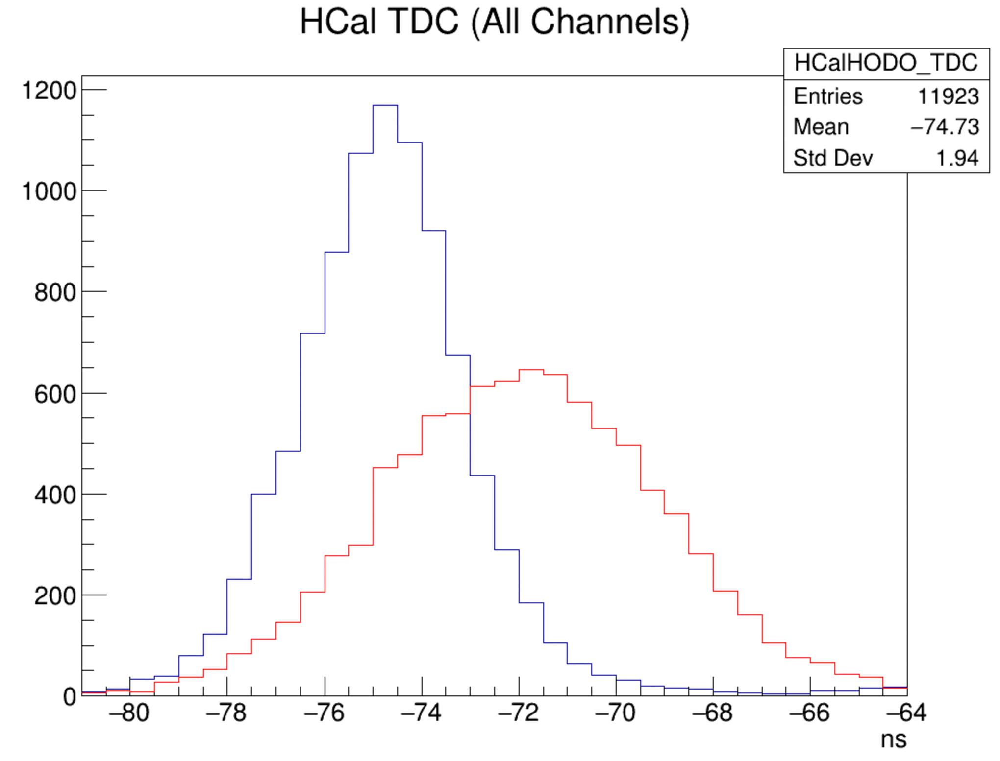 HCal TDC (All Channels)
HCalHODO_TDC
Entries 11923
Mean −74.73
Std Dev 1.94
1200
1000
800
600
400
200
0
−80 −78 −76 −74 −72 −70 −68 −66 −64
ns